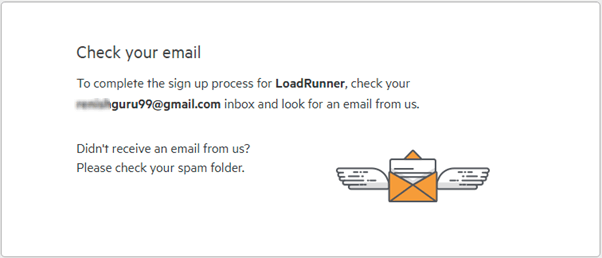 Check your email
To complete the sign up process for LoadRunner, check your
guru99@gmail.com inbox and look for an email from us.
Didn't receive an email from us?
Please check your spam folder.